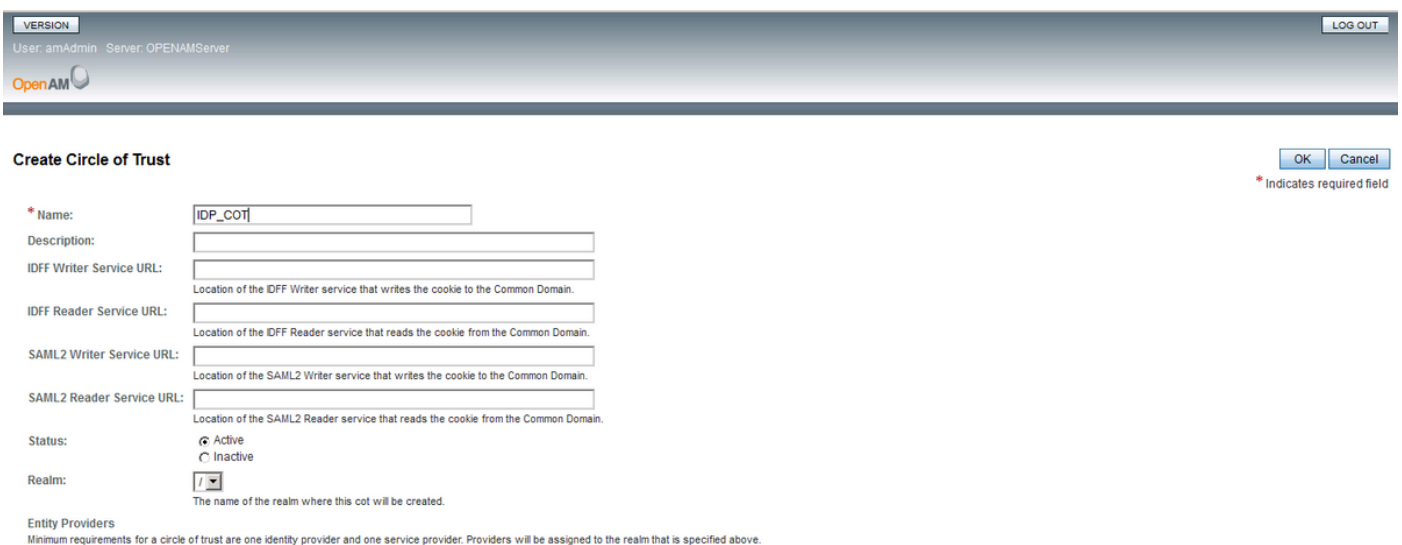 VERSION
LOG OUT
User: amAdmin Server: OPENAMServer
OpenAM
Create Circle of Trust
OK Cancel
* Indicates required field
* Name: IDP_COT
Description:
IDFF Writer Service URL:
Location of the IDFF Writer service that writes the cookie to the Common Domain.
IDFF Reader Service URL:
Location of the IDFF Reader service that reads the cookie from the Common Domain.
SAML2 Writer Service URL:
Location of the SAML2 Writer service that writes the cookie to the Common Domain.
SAML2 Reader Service URL:
Location of the SAML2 Reader service that reads the cookie from the Common Domain.
Status: Active
Inactive
Realm: /
The name of the realm where this cot will be created.
Entity Providers
Minimum requirements for a circle of trust are one identity provider and one service provider. Providers will be assigned to the realm that is specified above.